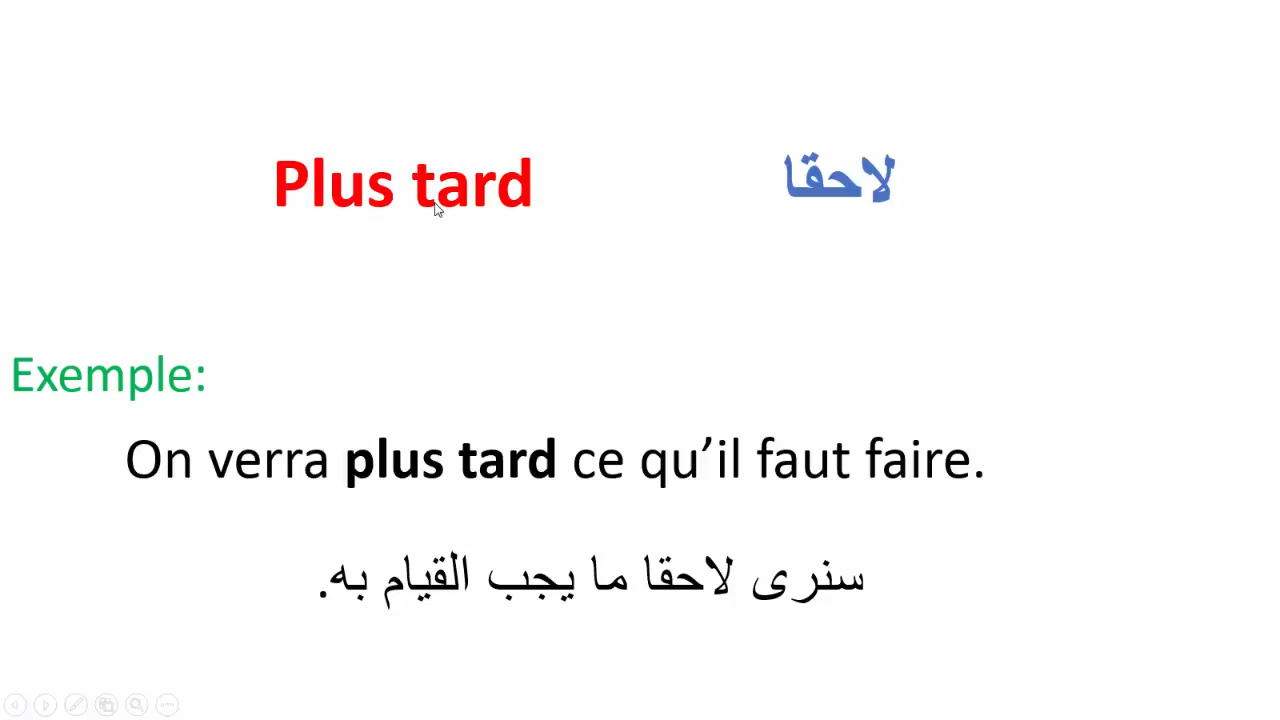 Plus tard لاحقا
Exemple:
On verra plus tard ce qu’il faut faire.
سنرى لاحقا ما يجب القيام به.